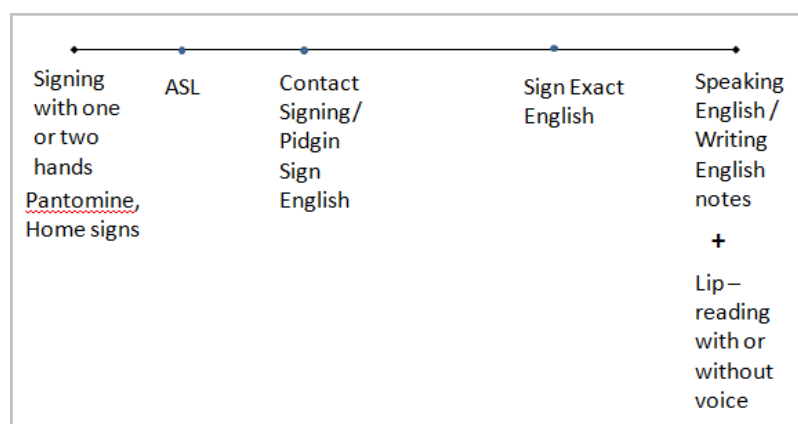 Signing
with one
or two
hands
Pantomine,
Home signs
ASL
Contact
Signing/
Pidgin
Sign
English
Sign Exact
English
Speaking
English /
Writing
English
notes
+
Lip –
reading
with or
without
voice